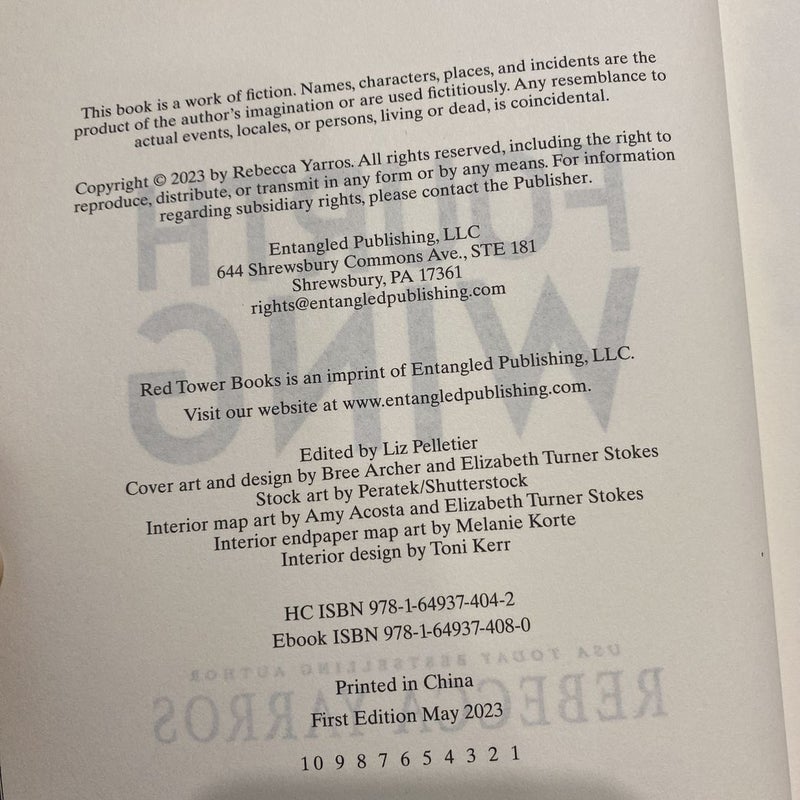 This book is a work of fiction. Names, characters, places, and incidents are the
product of the author's imagination or are used fictitiously. Any resemblance to
actual events, locales, or persons, living or dead, is coincidental.
Copyright © 2023 by Rebecca Yarros. All rights reserved, including the right to
reproduce, distribute, or transmit in any form or by any means. For information
regarding subsidiary rights, please contact the Publisher.
FOURTH
Entangled Publishing, LLC
644 Shrewsbury Commons Ave., STE 181
Shrewsbury, PA 17361
rights@entangledpublishing.com
WING
Red Tower Books is an imprint of Entangled Publishing, LLC.
Visit our website at www.entangledpublishing.com.
Edited by Liz Pelletier
Cover art and design by Bree Archer and Elizabeth Turner Stokes
Stock art by Peratek/Shutterstock
Interior map art by Amy Acosta and Elizabeth Turner Stokes
Interior endpaper map art by Melanie Korte
Interior design by Toni Kerr
HC ISBN 978-1-64937-404-2
Ebook ISBN 978-1-64937-408-0
USA TODAY BESTSELLING AUTHOR
Printed in China
REBECCA YARROS
First Edition May 2023
10 9 8 7 6 5 4 3 2 1